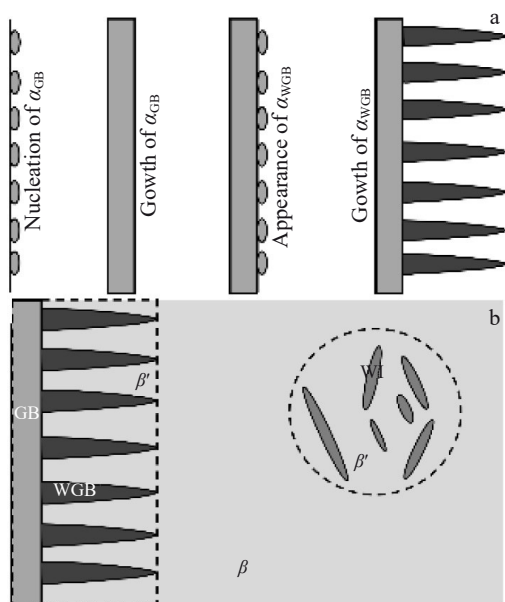 a
Nucleation of αGB
Gowth of αGB
Appearance of αWGB
Gowth of αWGB
b
GB
WGB
β′
WI
β′
β